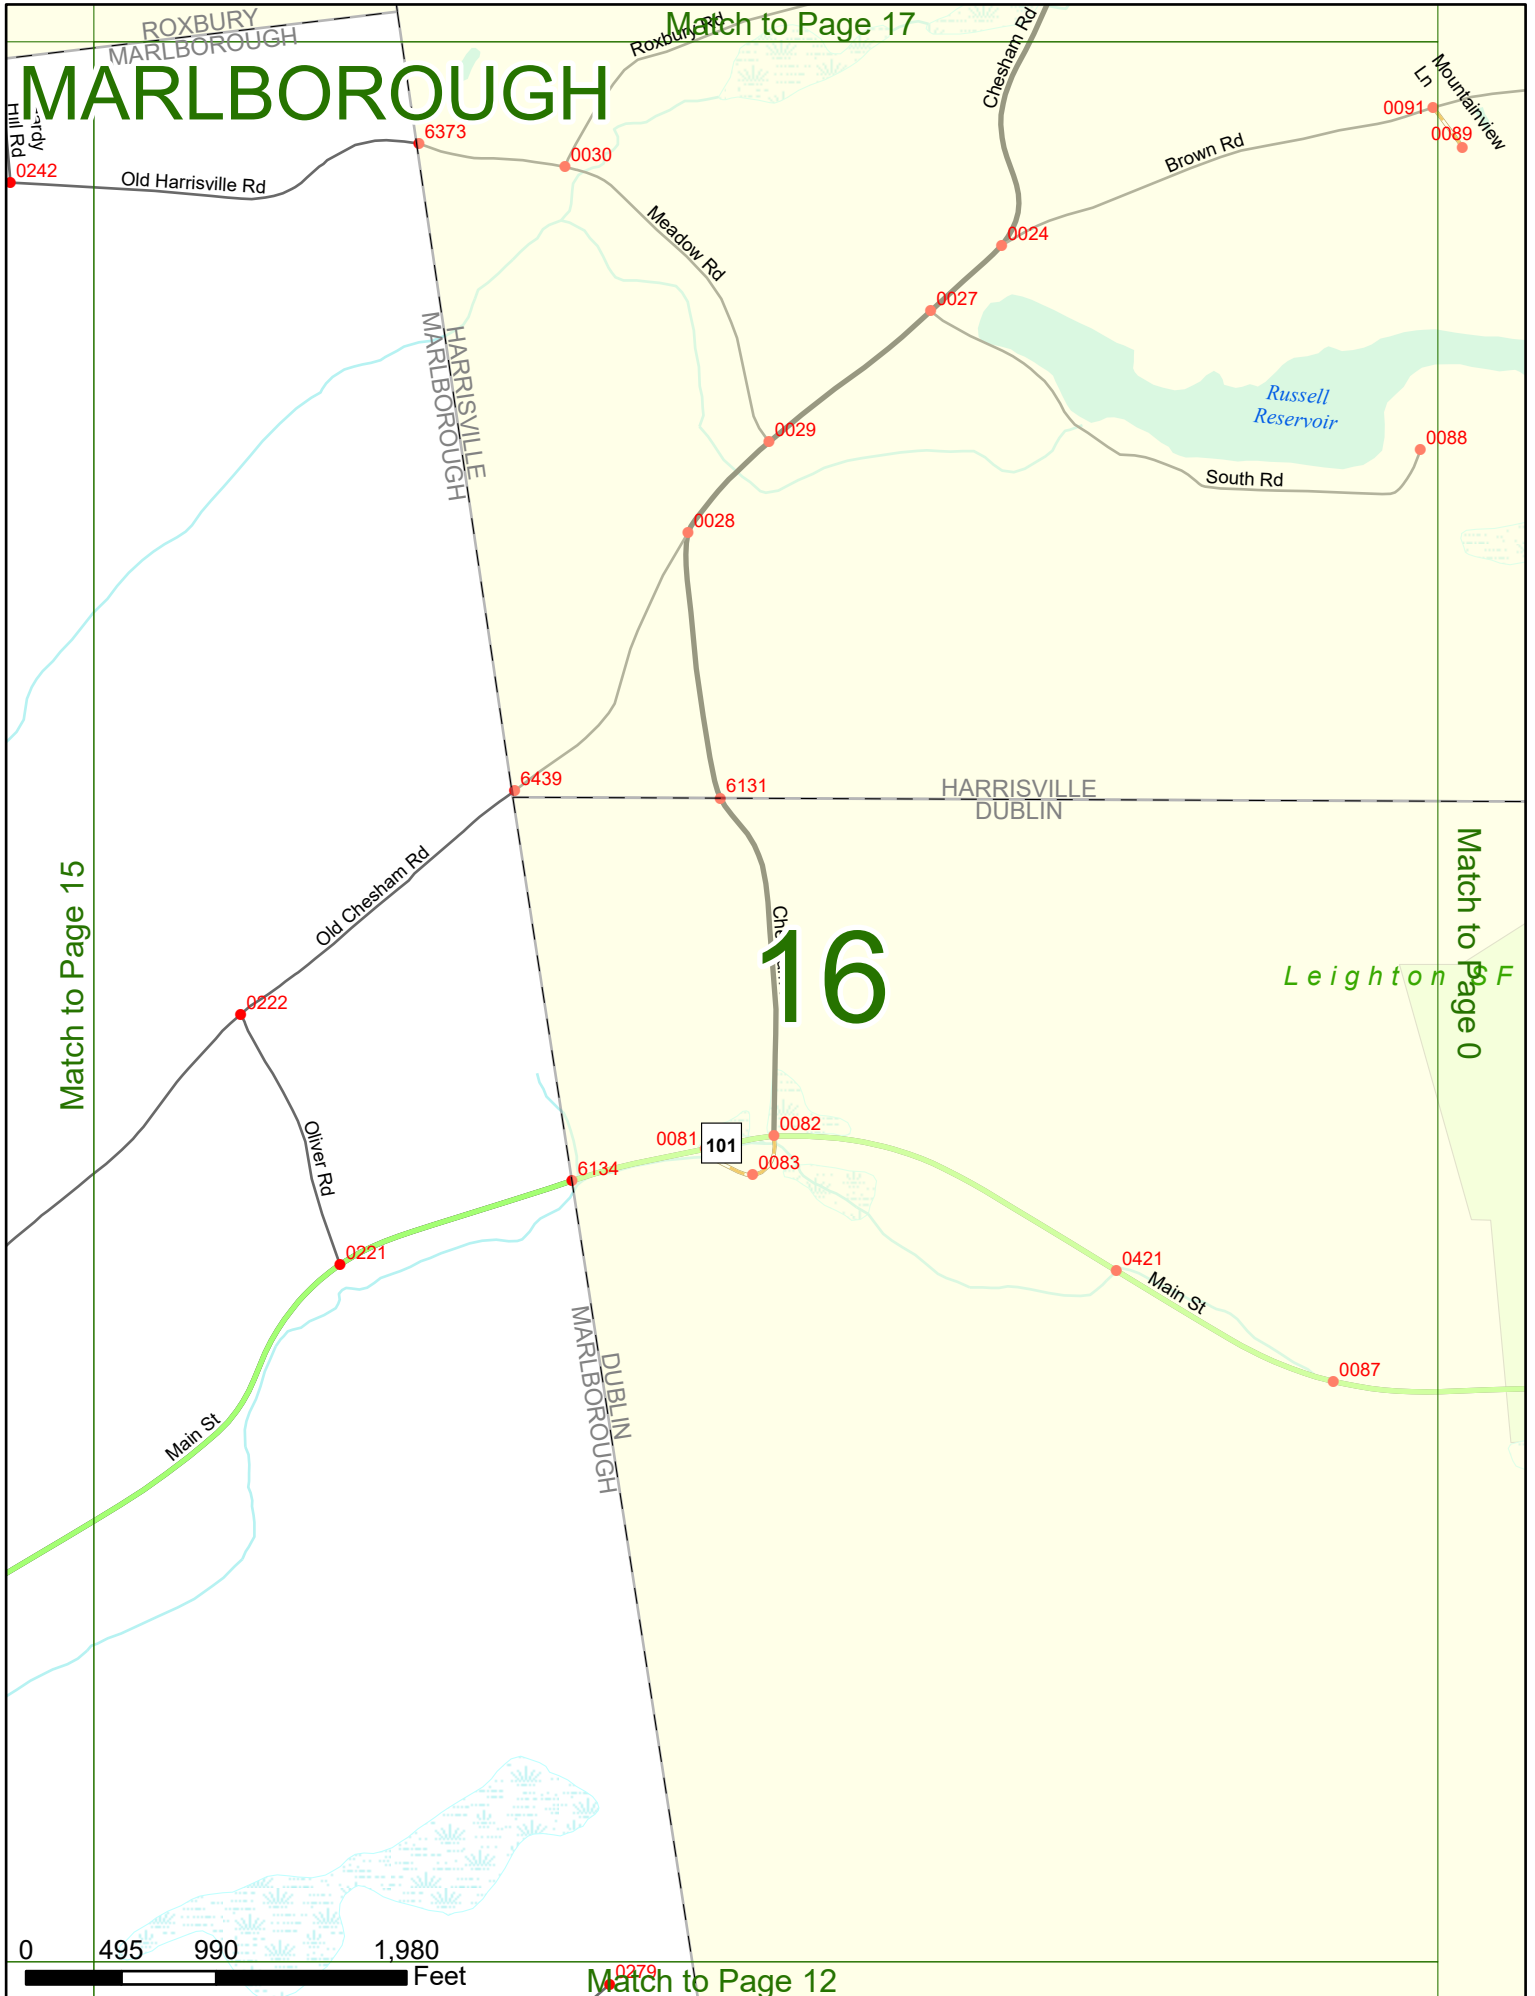 ROXBURY
MARLBOROUGH
Match to Page 17
Roxbury Rd
Chesham Rd
MARLBOROUGH
Mountainview
Ln
0091
0089
Hill Rd
6373
0030
0242
Old Harrisville Rd
Brown Rd
Meadow Rd
0024
0027
HARRISVILLE
MARLBOROUGH
Russell
Reservoir
0029
0088
South Rd
0028
6439
6131
HARRISVILLE
DUBLIN
Old Chesham Rd
Match to Page 15
Match to Page 0
16
Leighton SF
0222
Oliver Rd
0081
101
0082
0083
6134
0221
0421
Main St
DUBLIN
MARLBOROUGH
0087
Main St
0 495 990 1,980
Feet
0279
Match to Page 12